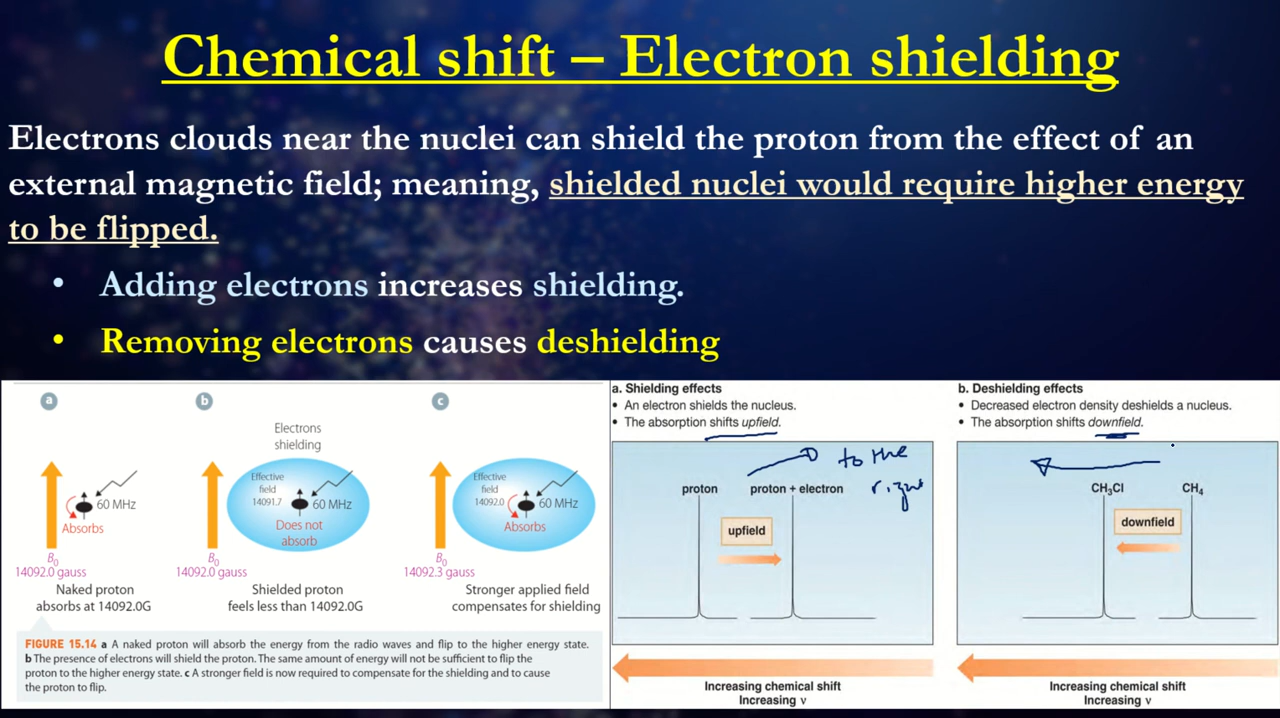 Chemical shift – Electron shielding
Electrons clouds near the nuclei can shield the proton from the effect of an
external magnetic field; meaning, shielded nuclei would require higher energy
to be flipped.
• Adding electrons increases shielding.
• Removing electrons causes deshielding
a
60 MHz
Absorbs
B₀
14092.0 gauss
Naked proton
absorbs at 14092.0G
b
Electrons
shielding
Effective
field
14091.7
60 MHz
Does not
absorb
B₀
14092.0 gauss
Shielded proton
feels less than 14092.0G
c
Effective
field
14092.0
60 MHz
Absorbs
B₀
14092.3 gauss
Stronger applied field
compensates for shielding
FIGURE 15.14 a A naked proton will absorb the energy from the radio waves and flip to the higher energy state.
b The presence of electrons will shield the proton. The same amount of energy will not be sufficient to flip the
proton to the higher energy state. c A stronger field is now required to compensate for the shielding and to cause
the proton to flip.
a. Shielding effects
• An electron shields the nucleus.
• The absorption shifts upfield.
to the
right
proton
proton + electron
upfield
Increasing chemical shift
Increasing ν
b. Deshielding effects
• Decreased electron density deshields a nucleus.
• The absorption shifts downfield.
CH₃Cl
CH₄
downfield
Increasing chemical shift
Increasing ν